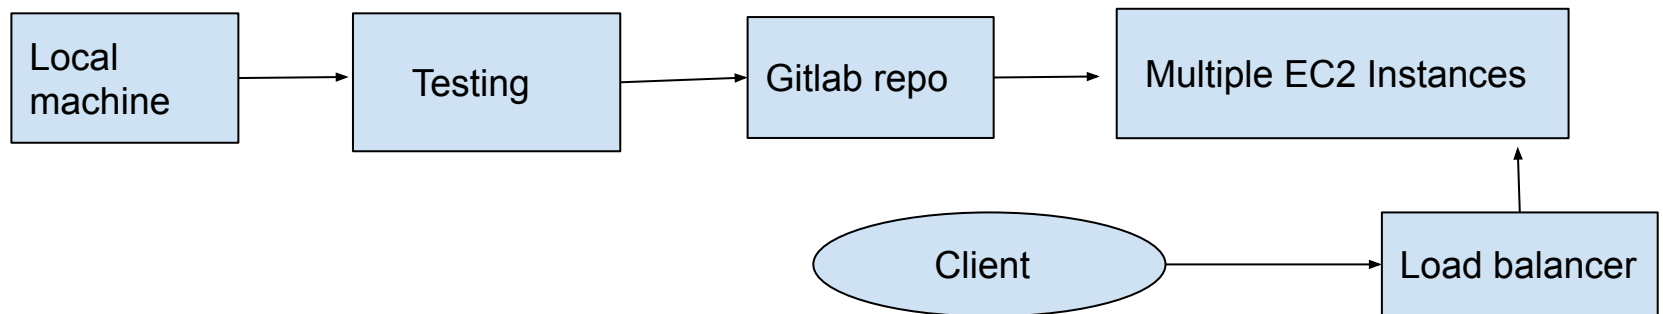 Local
machine
Testing
Gitlab repo
Multiple EC2 Instances
Client
Load balancer